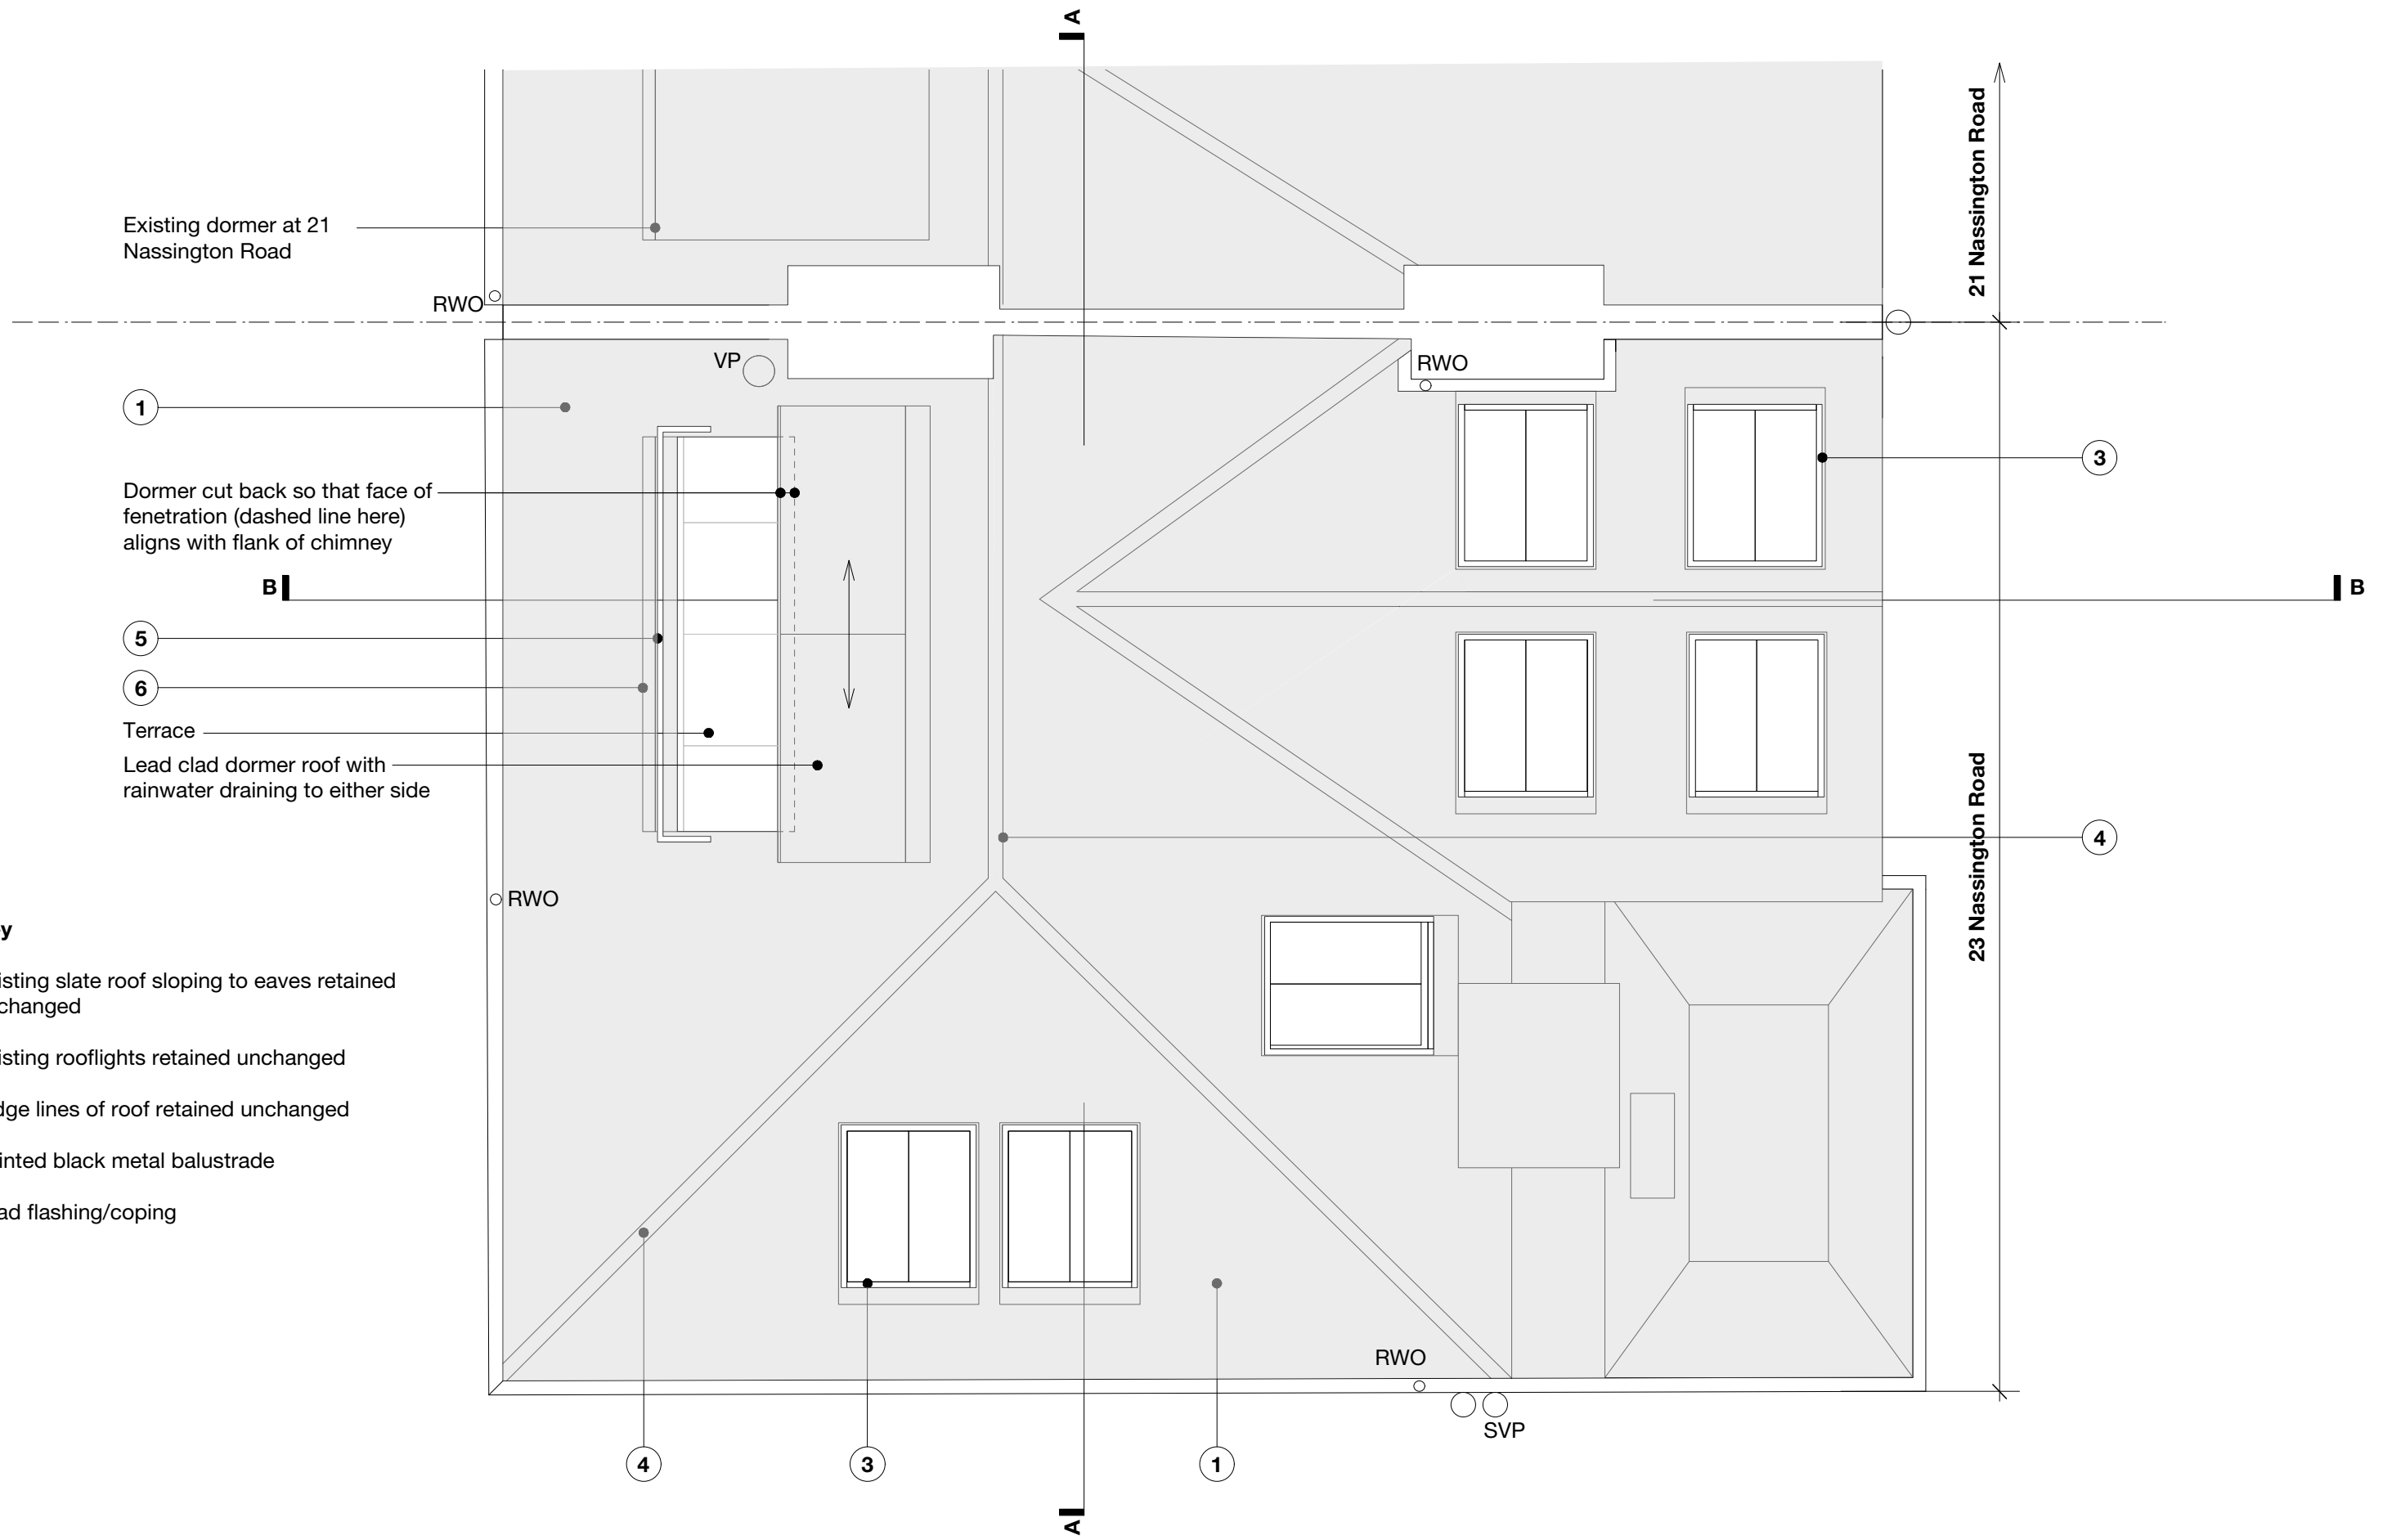 A
21 Nassington Road
Existing dormer at 21
Nassington Road
RWO
VP
RWO
1
3
Dormer cut back so that face of
fenetration (dashed line here)
aligns with flank of chimney
B
B
5
6
Terrace
Lead clad dormer roof with
rainwater draining to either side
23 Nassington Road
4
RWO
y
isting slate roof sloping to eaves retained
changed
isting rooflights retained unchanged
dge lines of roof retained unchanged
inted black metal balustrade
ad flashing/coping
RWO
SVP
4
3
1
A